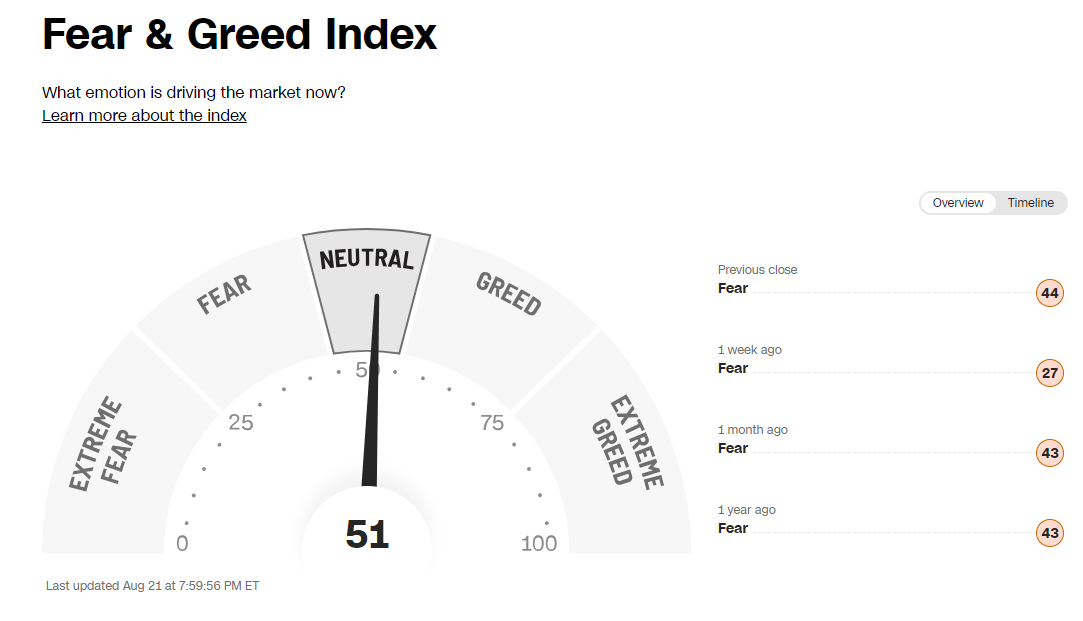 Fear & Greed Index
What emotion is driving the market now?
Learn more about the index
Overview
Timeline
EXTREME
FEAR
FEAR
NEUTRAL
GREED
EXTREME
GREED
0
25
50
75
100
51
Last updated Aug 21 at 7:59:56 PM ET
Previous close
Fear
44
1 week ago
Fear
27
1 month ago
Fear
43
1 year ago
Fear
43